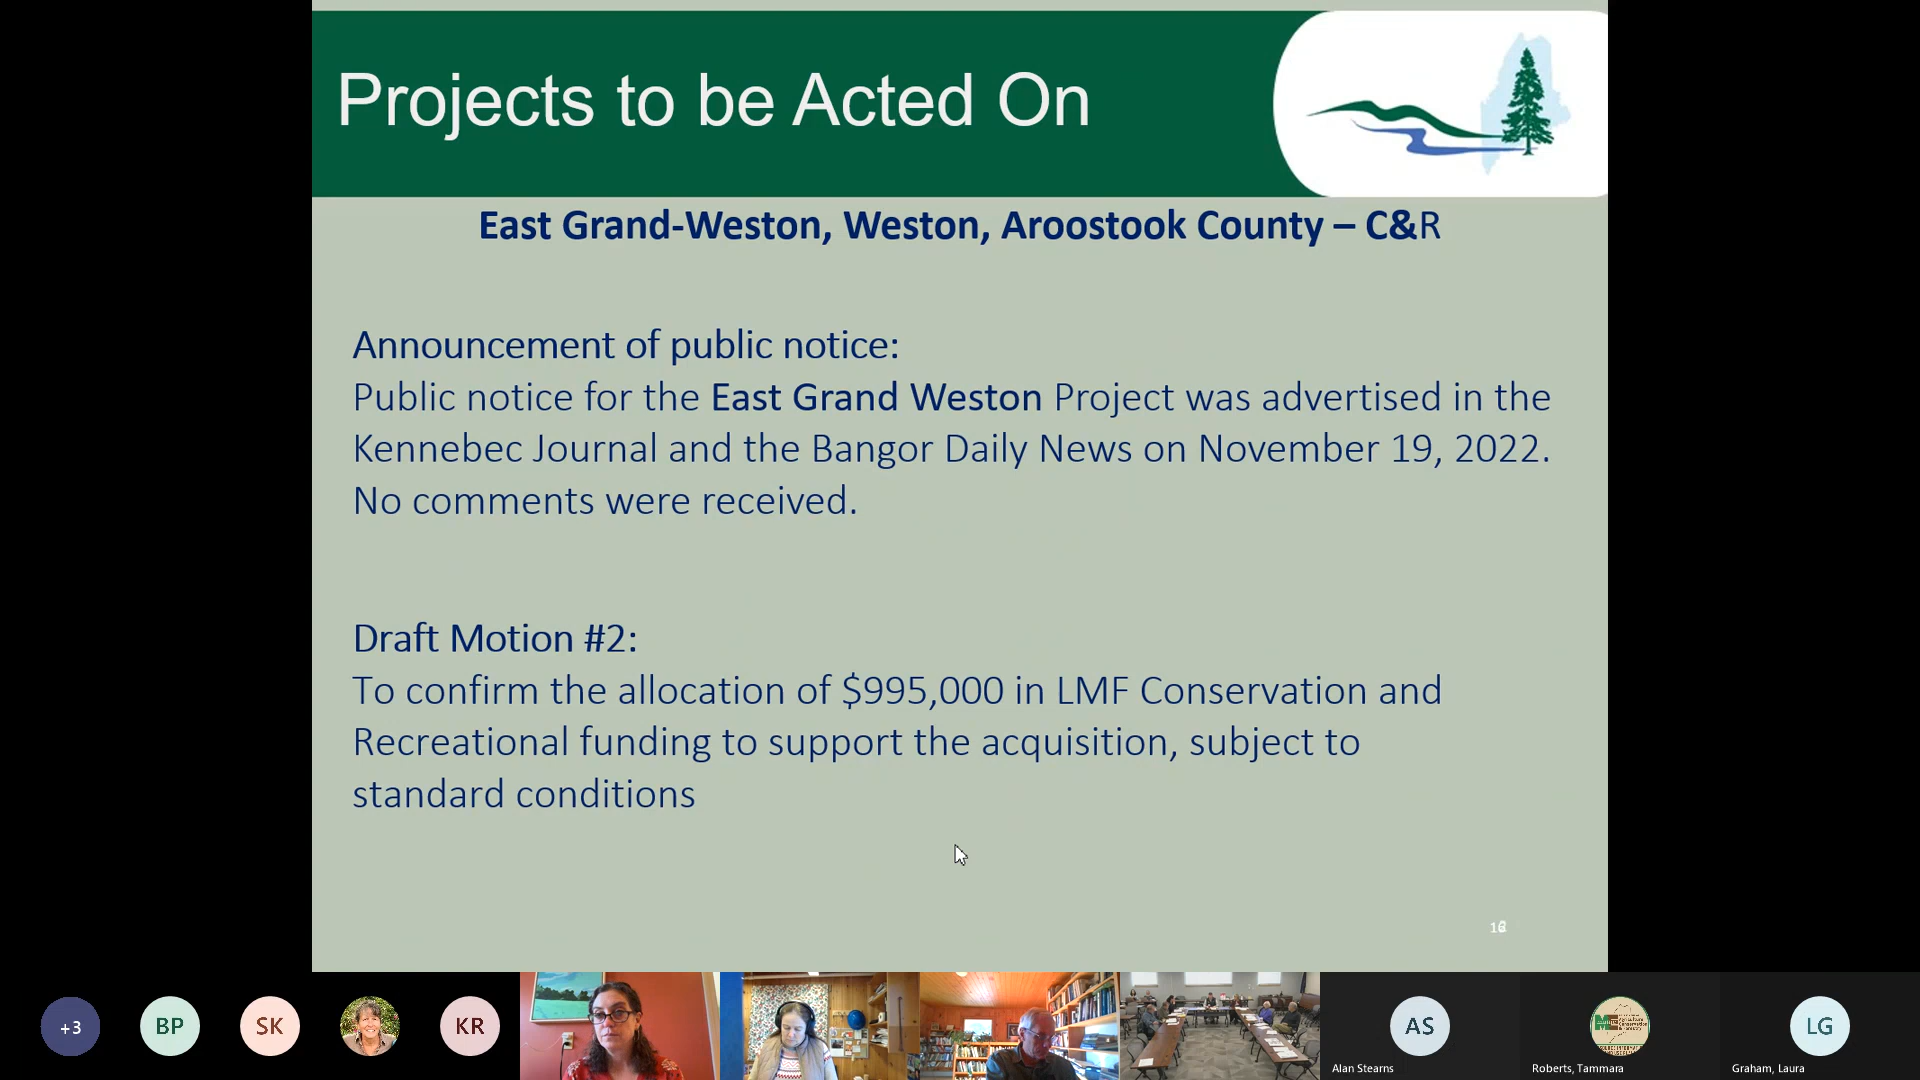 Projects to be Acted On
East Grand-Weston, Weston, Aroostook County – C&R
Announcement of public notice:
Public notice for the East Grand Weston Project was advertised in the
Kennebec Journal and the Bangor Daily News on November 19, 2022.
No comments were received.
Draft Motion #2:
To confirm the allocation of $995,000 in LMF Conservation and
Recreational funding to support the acquisition, subject to
standard conditions
+3
BP
SK
KR
AS
LG
Alan Stearns
Roberts, Tammara
Graham, Laura